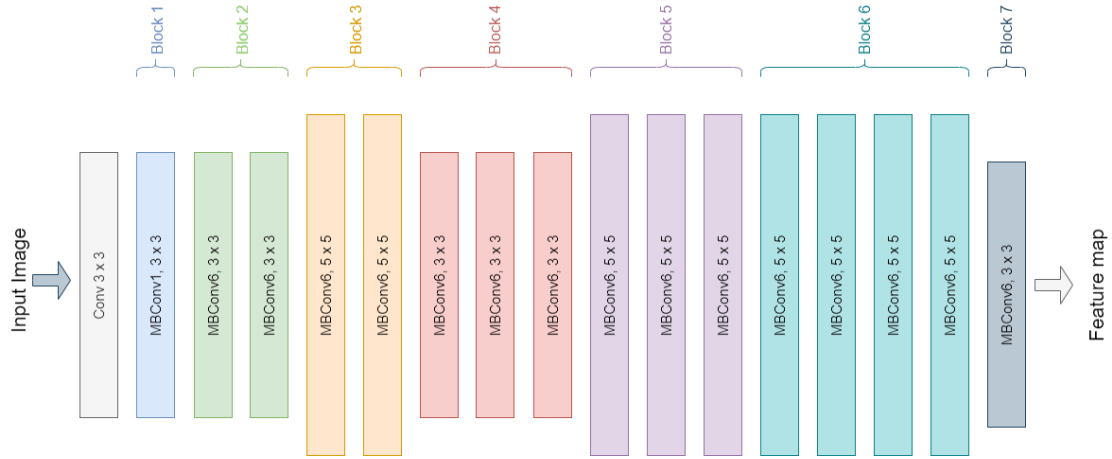 Block 1
Block 2
Block 3
Block 4
Block 5
Block 6
Block 7
Input Image
Conv 3 x 3
MBConv1, 3 x 3
MBConv6, 3 x 3
MBConv6, 3 x 3
MBConv6, 5 x 5
MBConv6, 5 x 5
MBConv6, 3 x 3
MBConv6, 3 x 3
MBConv6, 3 x 3
MBConv6, 5 x 5
MBConv6, 5 x 5
MBConv6, 5 x 5
MBConv6, 5 x 5
MBConv6, 5 x 5
MBConv6, 5 x 5
MBConv6, 5 x 5
MBConv6, 3 x 3
Feature map